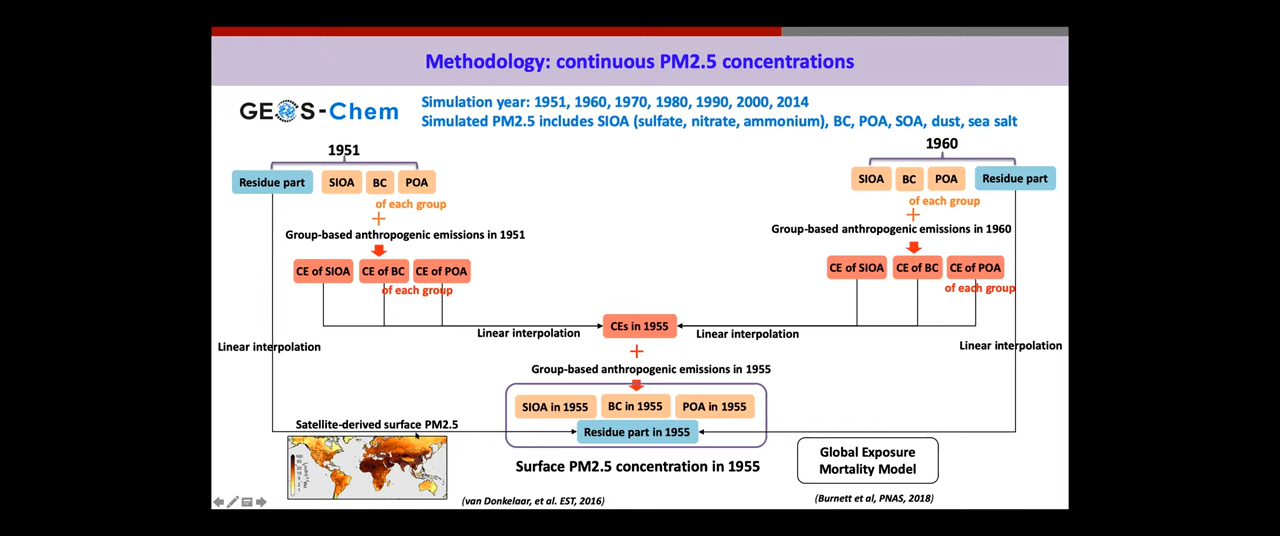 Methodology: continuous PM2.5 concentrations
GEOS-Chem
Simulation year: 1951, 1960, 1970, 1980, 1990, 2000, 2014
Simulated PM2.5 includes SIOA (sulfate, nitrate, ammonium), BC, POA, SOA, dust, sea salt
1951
Residue part
SIOA
BC
POA
of each group
+
Group-based anthropogenic emissions in 1951
CE of SIOA
CE of BC
CE of POA
of each group
1960
SIOA
BC
POA
Residue part
of each group
+
Group-based anthropogenic emissions in 1960
CE of SIOA
CE of BC
CE of POA
of each group
Linear interpolation
CEs in 1955
Linear interpolation
Linear interpolation
Linear interpolation
+
Group-based anthropogenic emissions in 1955
SIOA in 1955
BC in 1955
POA in 1955
Residue part in 1955
Surface PM2.5 concentration in 1955
Satellite-derived surface PM2.5
(van Donkelaar, et al. EST, 2016)
Global Exposure
Mortality Model
(Burnett et al, PNAS, 2018)